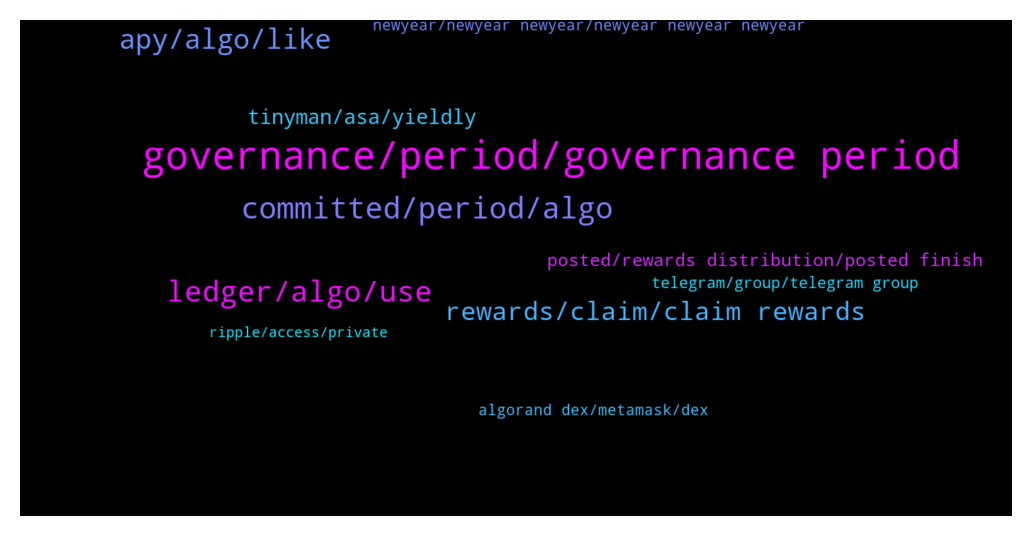 newyear/newyear newyear/newyear newyear newyear
apy/algo/like
tinyman/asa/yieldly
governance/period/governance period
committed/period/algo
posted/rewards distribution/posted finish
telegram/group/telegram group
ledger/algo/use
rewards/claim/claim rewards
ripple/access/private
algorand dex/metamask/dex